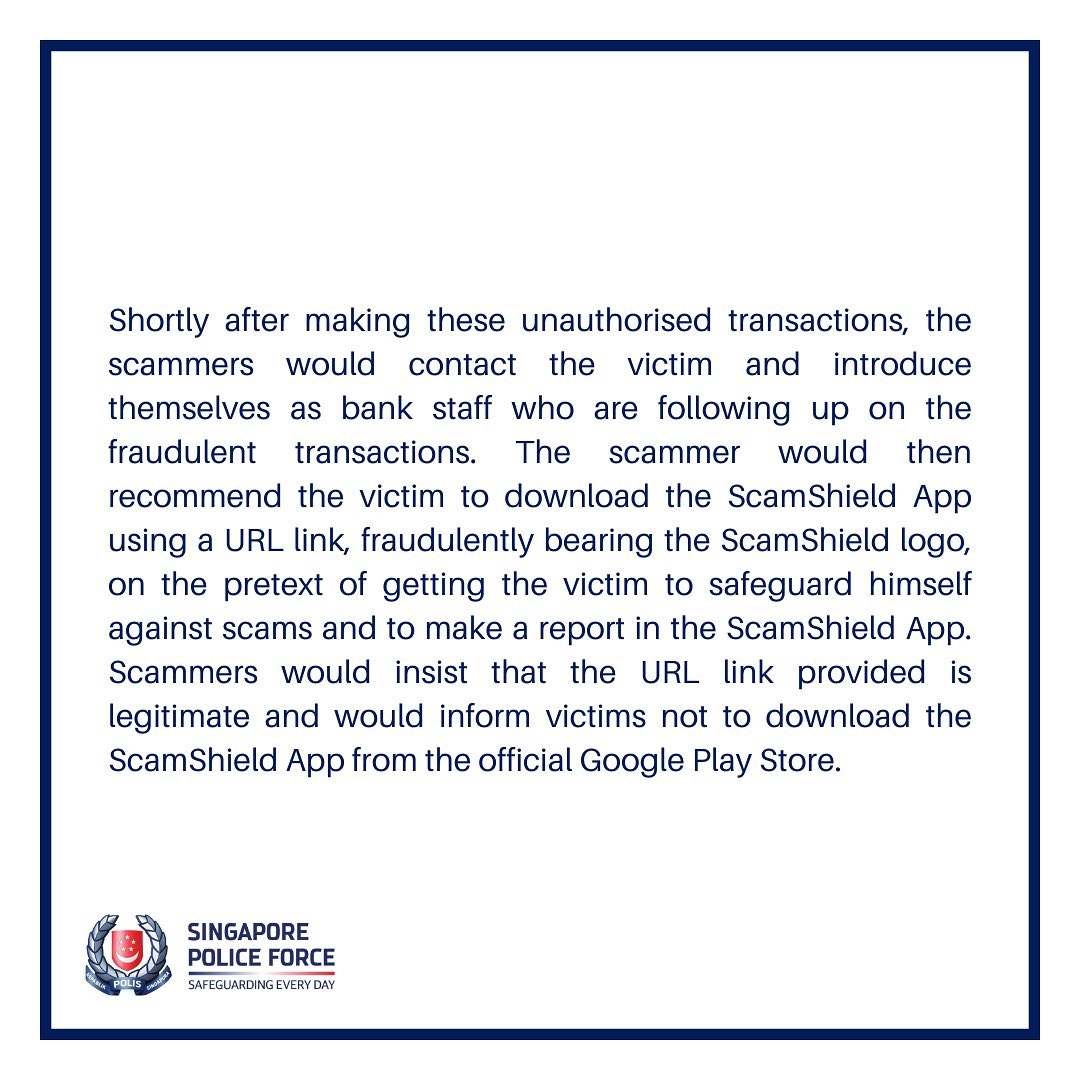 Shortly after making these unauthorised transactions, the
scammers would contact the victim and introduce
themselves as bank staff who are following up on the
fraudulent transactions. The scammer would then
recommend the victim to download the ScamShield App
using a URL link, fraudulently bearing the ScamShield logo,
on the pretext of getting the victim to safeguard himself
against scams and to make a report in the ScamShield App.
Scammers would insist that the URL link provided is
legitimate and would inform victims not to download the
ScamShield App from the official Google Play Store.
REPUBLIK POLIS SINGAPURA
SINGAPORE
POLICE FORCE
SAFEGUARDING EVERY DAY